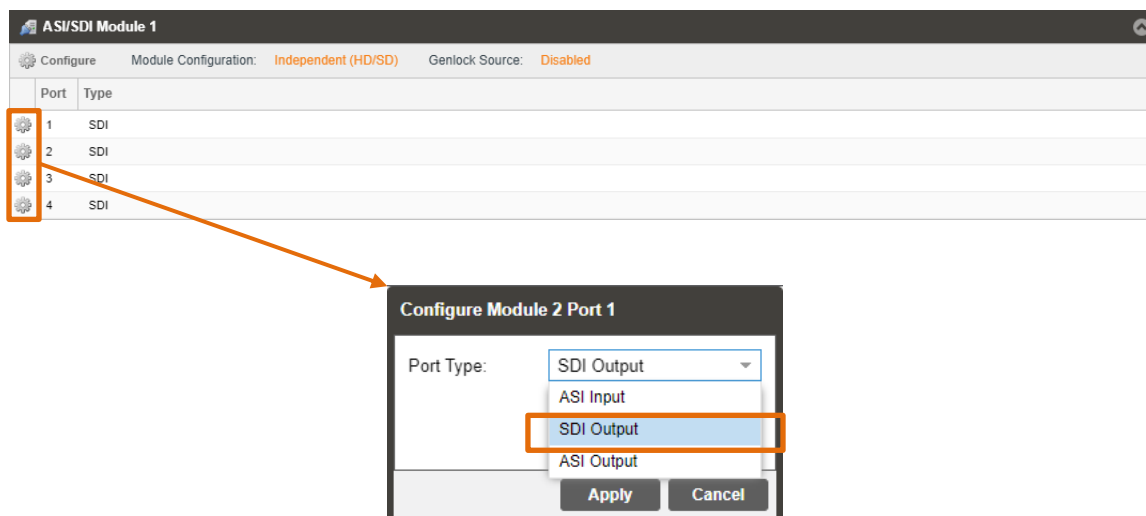 ASI/SDI Module 1
Configure Module Configuration: Independent (HD/SD) Genlock Source: Disabled
Port Type
1 SDI
2 SDI
3 SDI
4 SDI
Configure Module 2 Port 1
Port Type: SDI Output
ASI Input
SDI Output
ASI Output
Apply Cancel